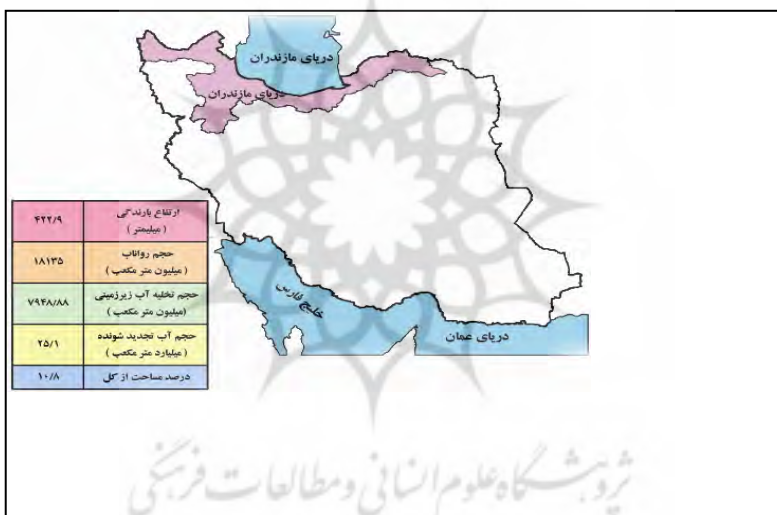 دریای مازندران
دریای مازندران
ارتفاع بارندگی
( میلیمتر )
۴۲۲/۹
حجم رواناب
( میلیون متر مکعب )
۱۸۱۳۵
حجم تخلیه آب زیرزمینی
(میلیون متر مکعب )
۷۹۴۸/۸۸
حجم آب تجدید شونده
( میلیارد متر مکعب )
۲۵/۱
درصد مساحت از کل
۱۰/۸
خلیج فارس
دریای عمان
پژوهشگاه علوم انسانی و مطالعات فرهنگی